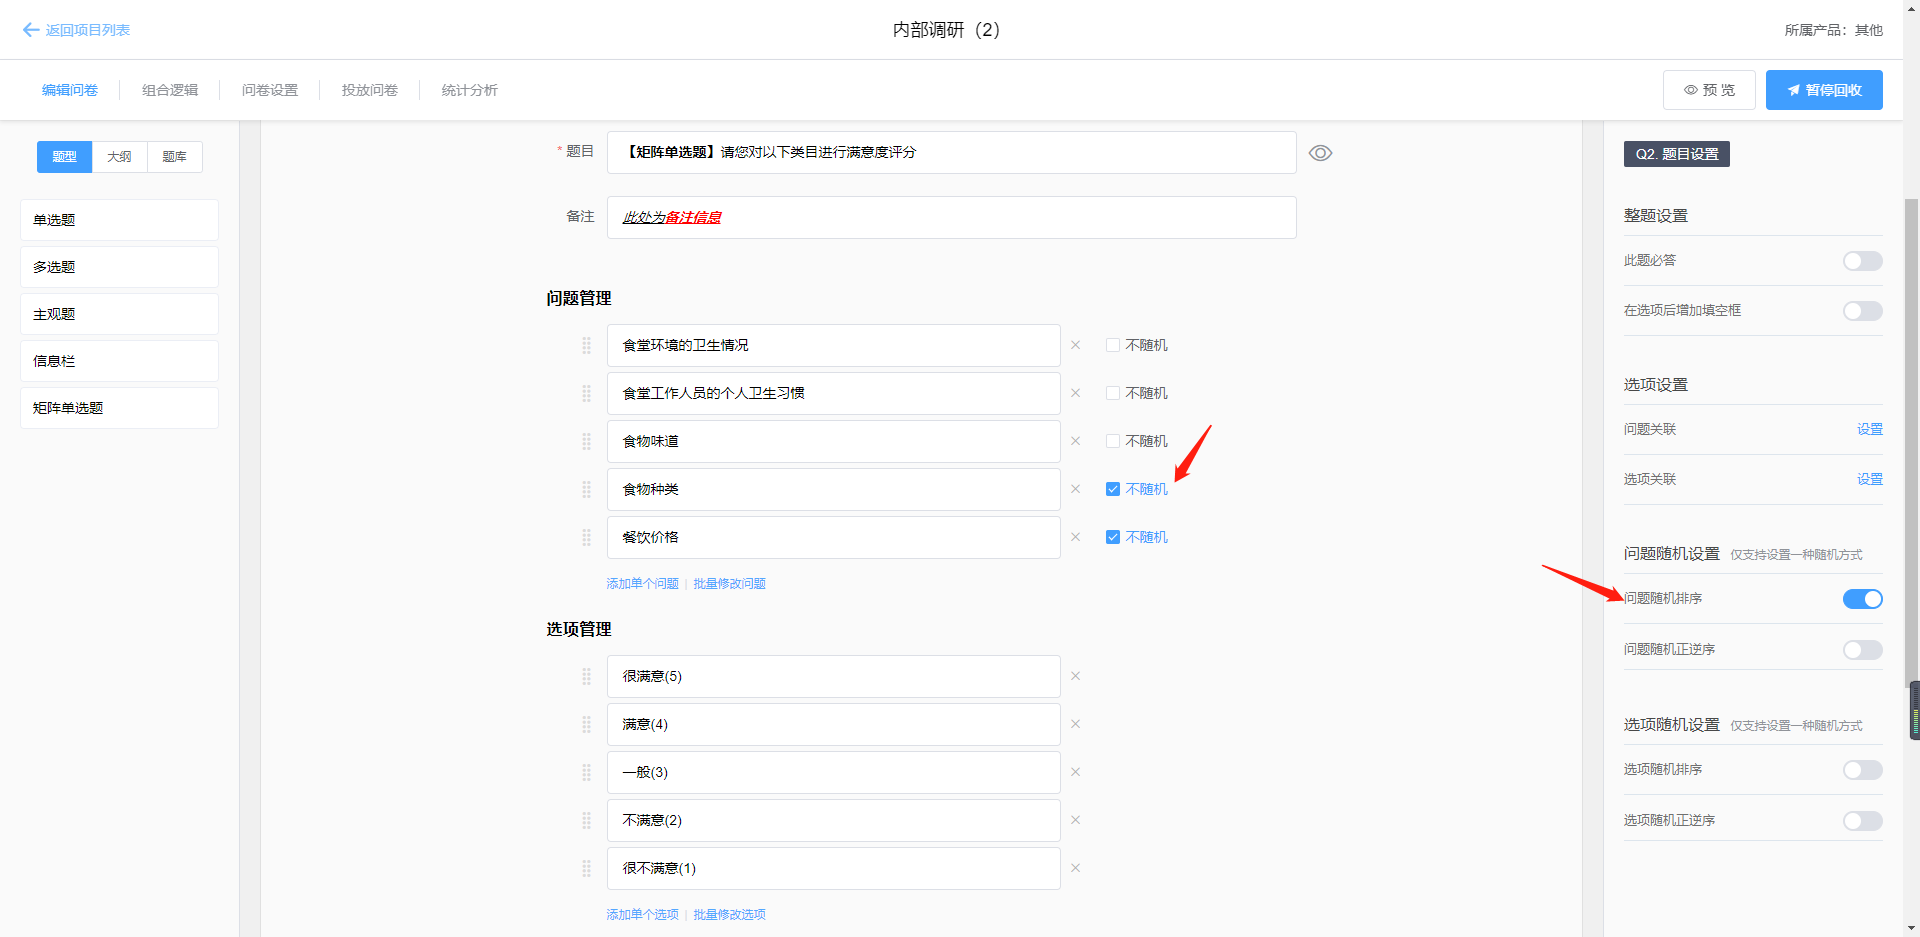 返回项目列表
内部调研（2）
所属产品：其他
编辑问卷
组合逻辑
问卷设置
投放问卷
统计分析
预 览
暂停回收
题型
大纲
题库
单选题
多选题
主观题
信息栏
矩阵单选题
* 题目
【矩阵单选题】请您对以下类目进行满意度评分
备注
此处为备注信息
问题管理
食堂环境的卫生情况
不随机
食堂工作人员的个人卫生习惯
不随机
食物味道
不随机
食物种类
不随机
餐饮价格
不随机
添加单个问题 | 批量修改问题
选项管理
很满意(5)
满意(4)
一般(3)
不满意(2)
很不满意(1)
添加单个选项 | 批量修改选项
Q2. 题目设置
整题设置
此题必答
在选项后增加填空框
选项设置
问题关联 设置
选项关联 设置
问题随机设置 仅支持设置一种随机方式
问题随机排序
问题随机正逆序
选项随机设置 仅支持设置一种随机方式
选项随机排序
选项随机正逆序